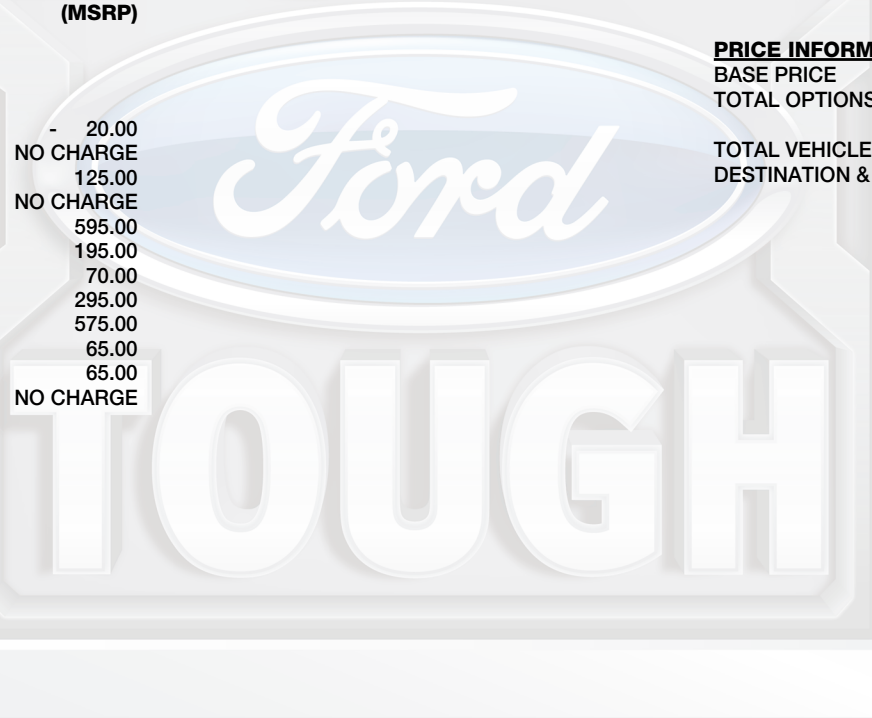 (MSRP)
- 20.00
NO CHARGE
125.00
NO CHARGE
595.00
195.00
70.00
295.00
575.00
65.00
65.00
NO CHARGE
PRICE INFORM
BASE PRICE
TOTAL OPTIONS
TOTAL VEHICLE
DESTINATION &
Ford
TOUGH